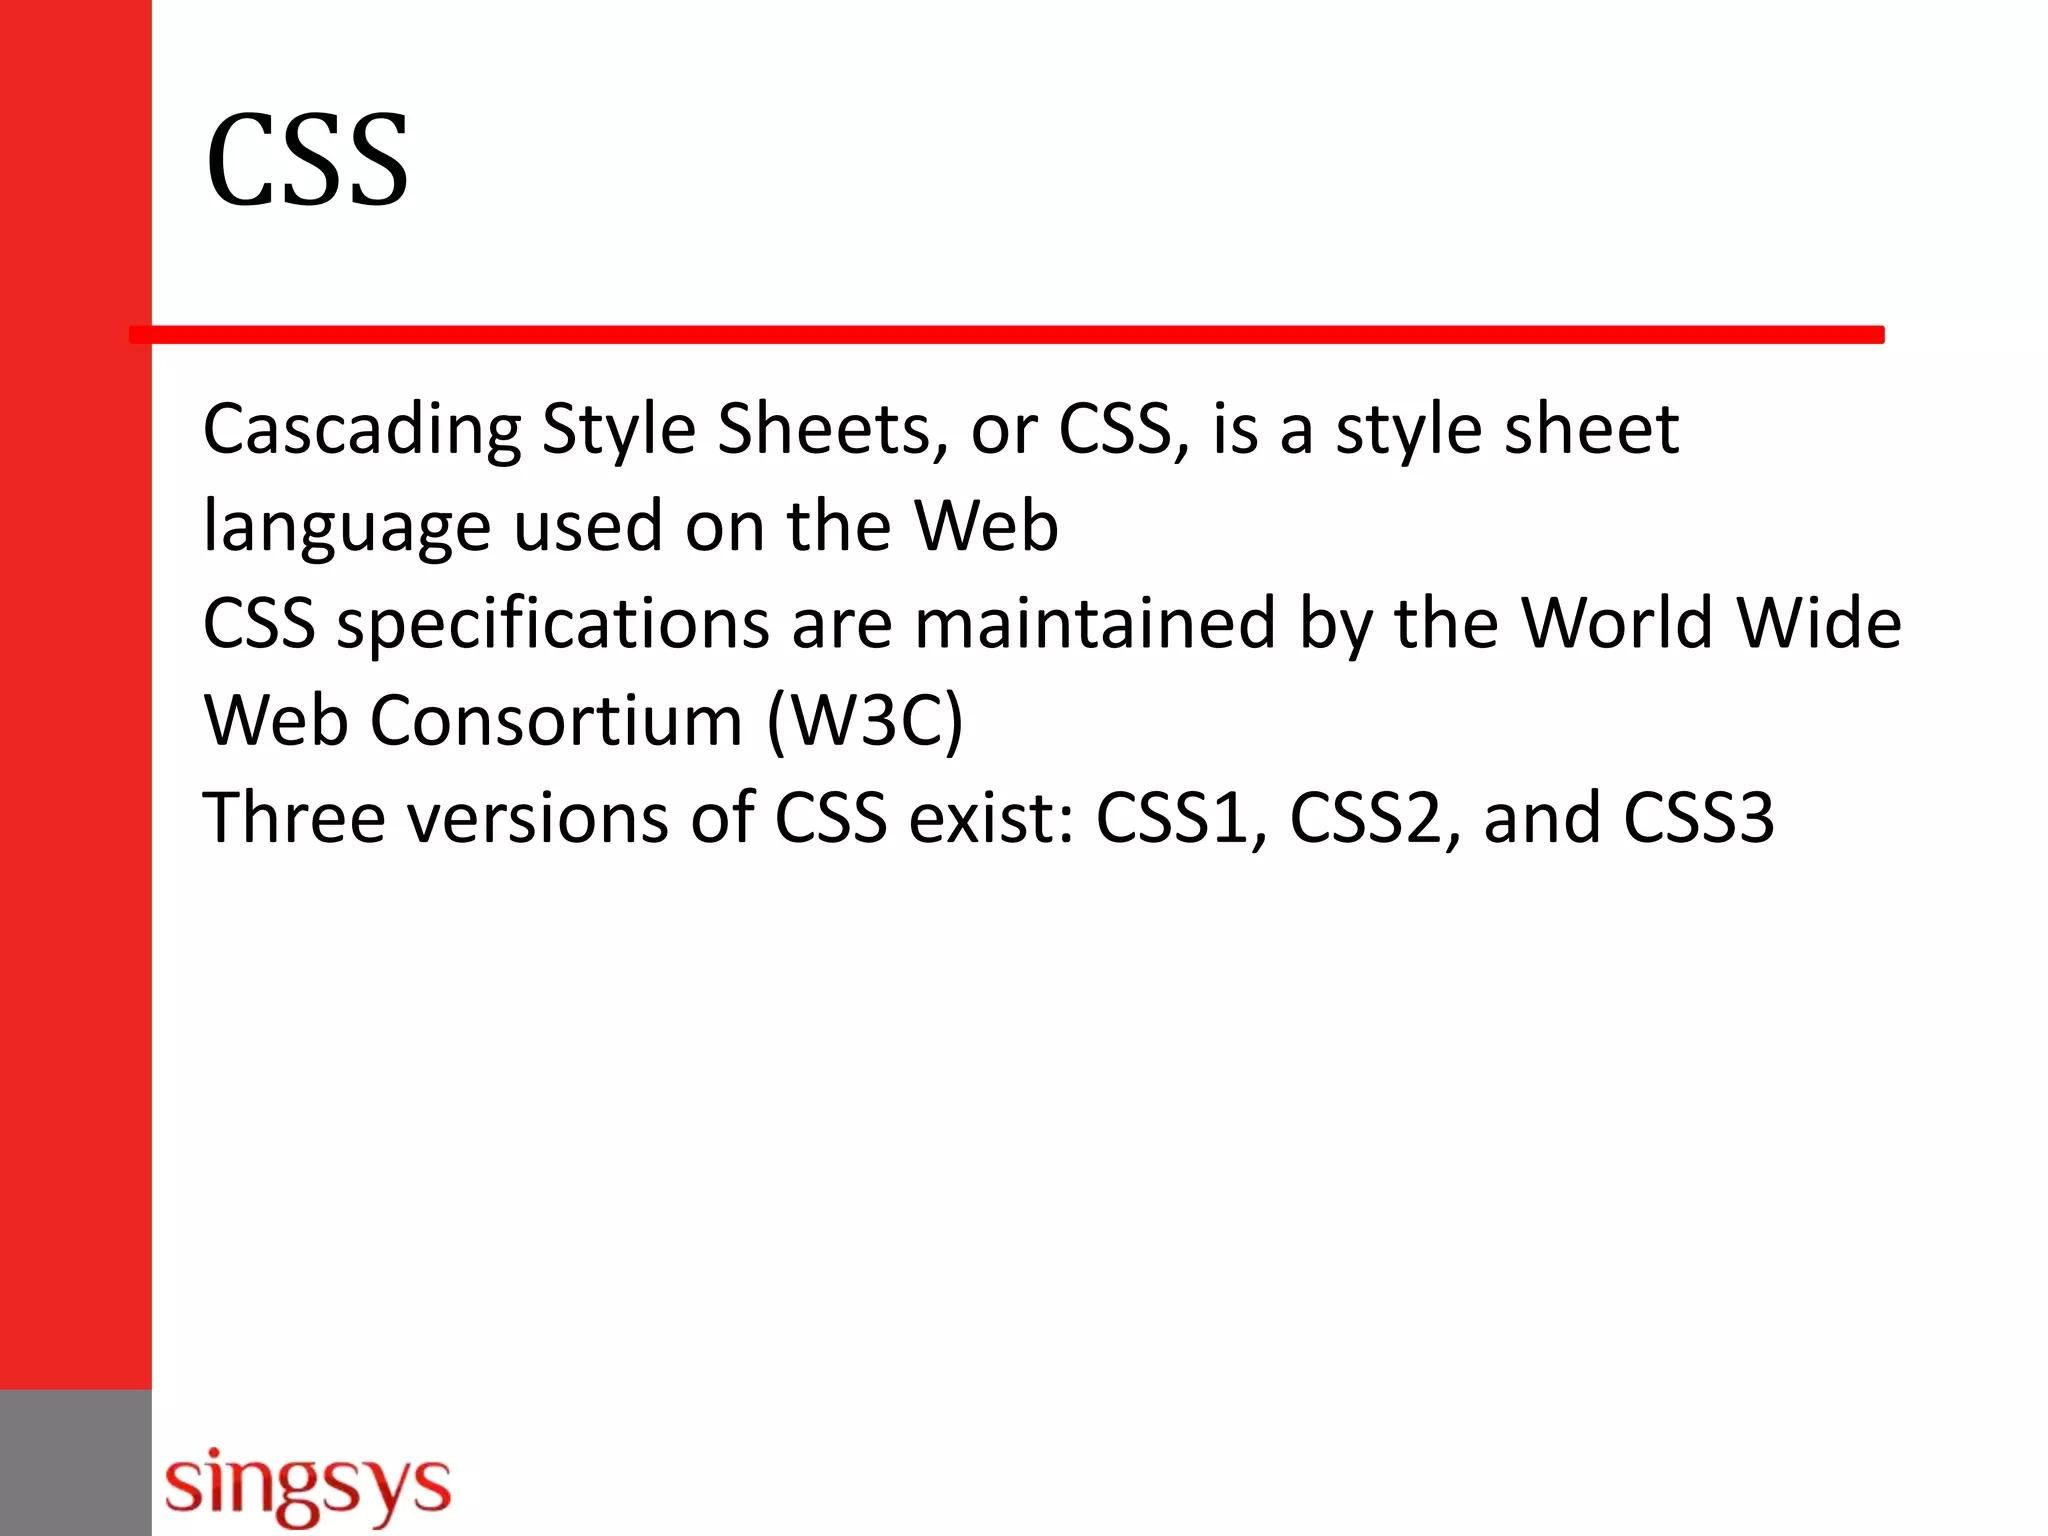 CSS
Cascading Style Sheets, or CSS, is a style sheet
language used on the Web
CSS specifications are maintained by the World Wide
Web Consortium (W3C)
Three versions of CSS exist: CSS1, CSS2, and CSS3
singsys